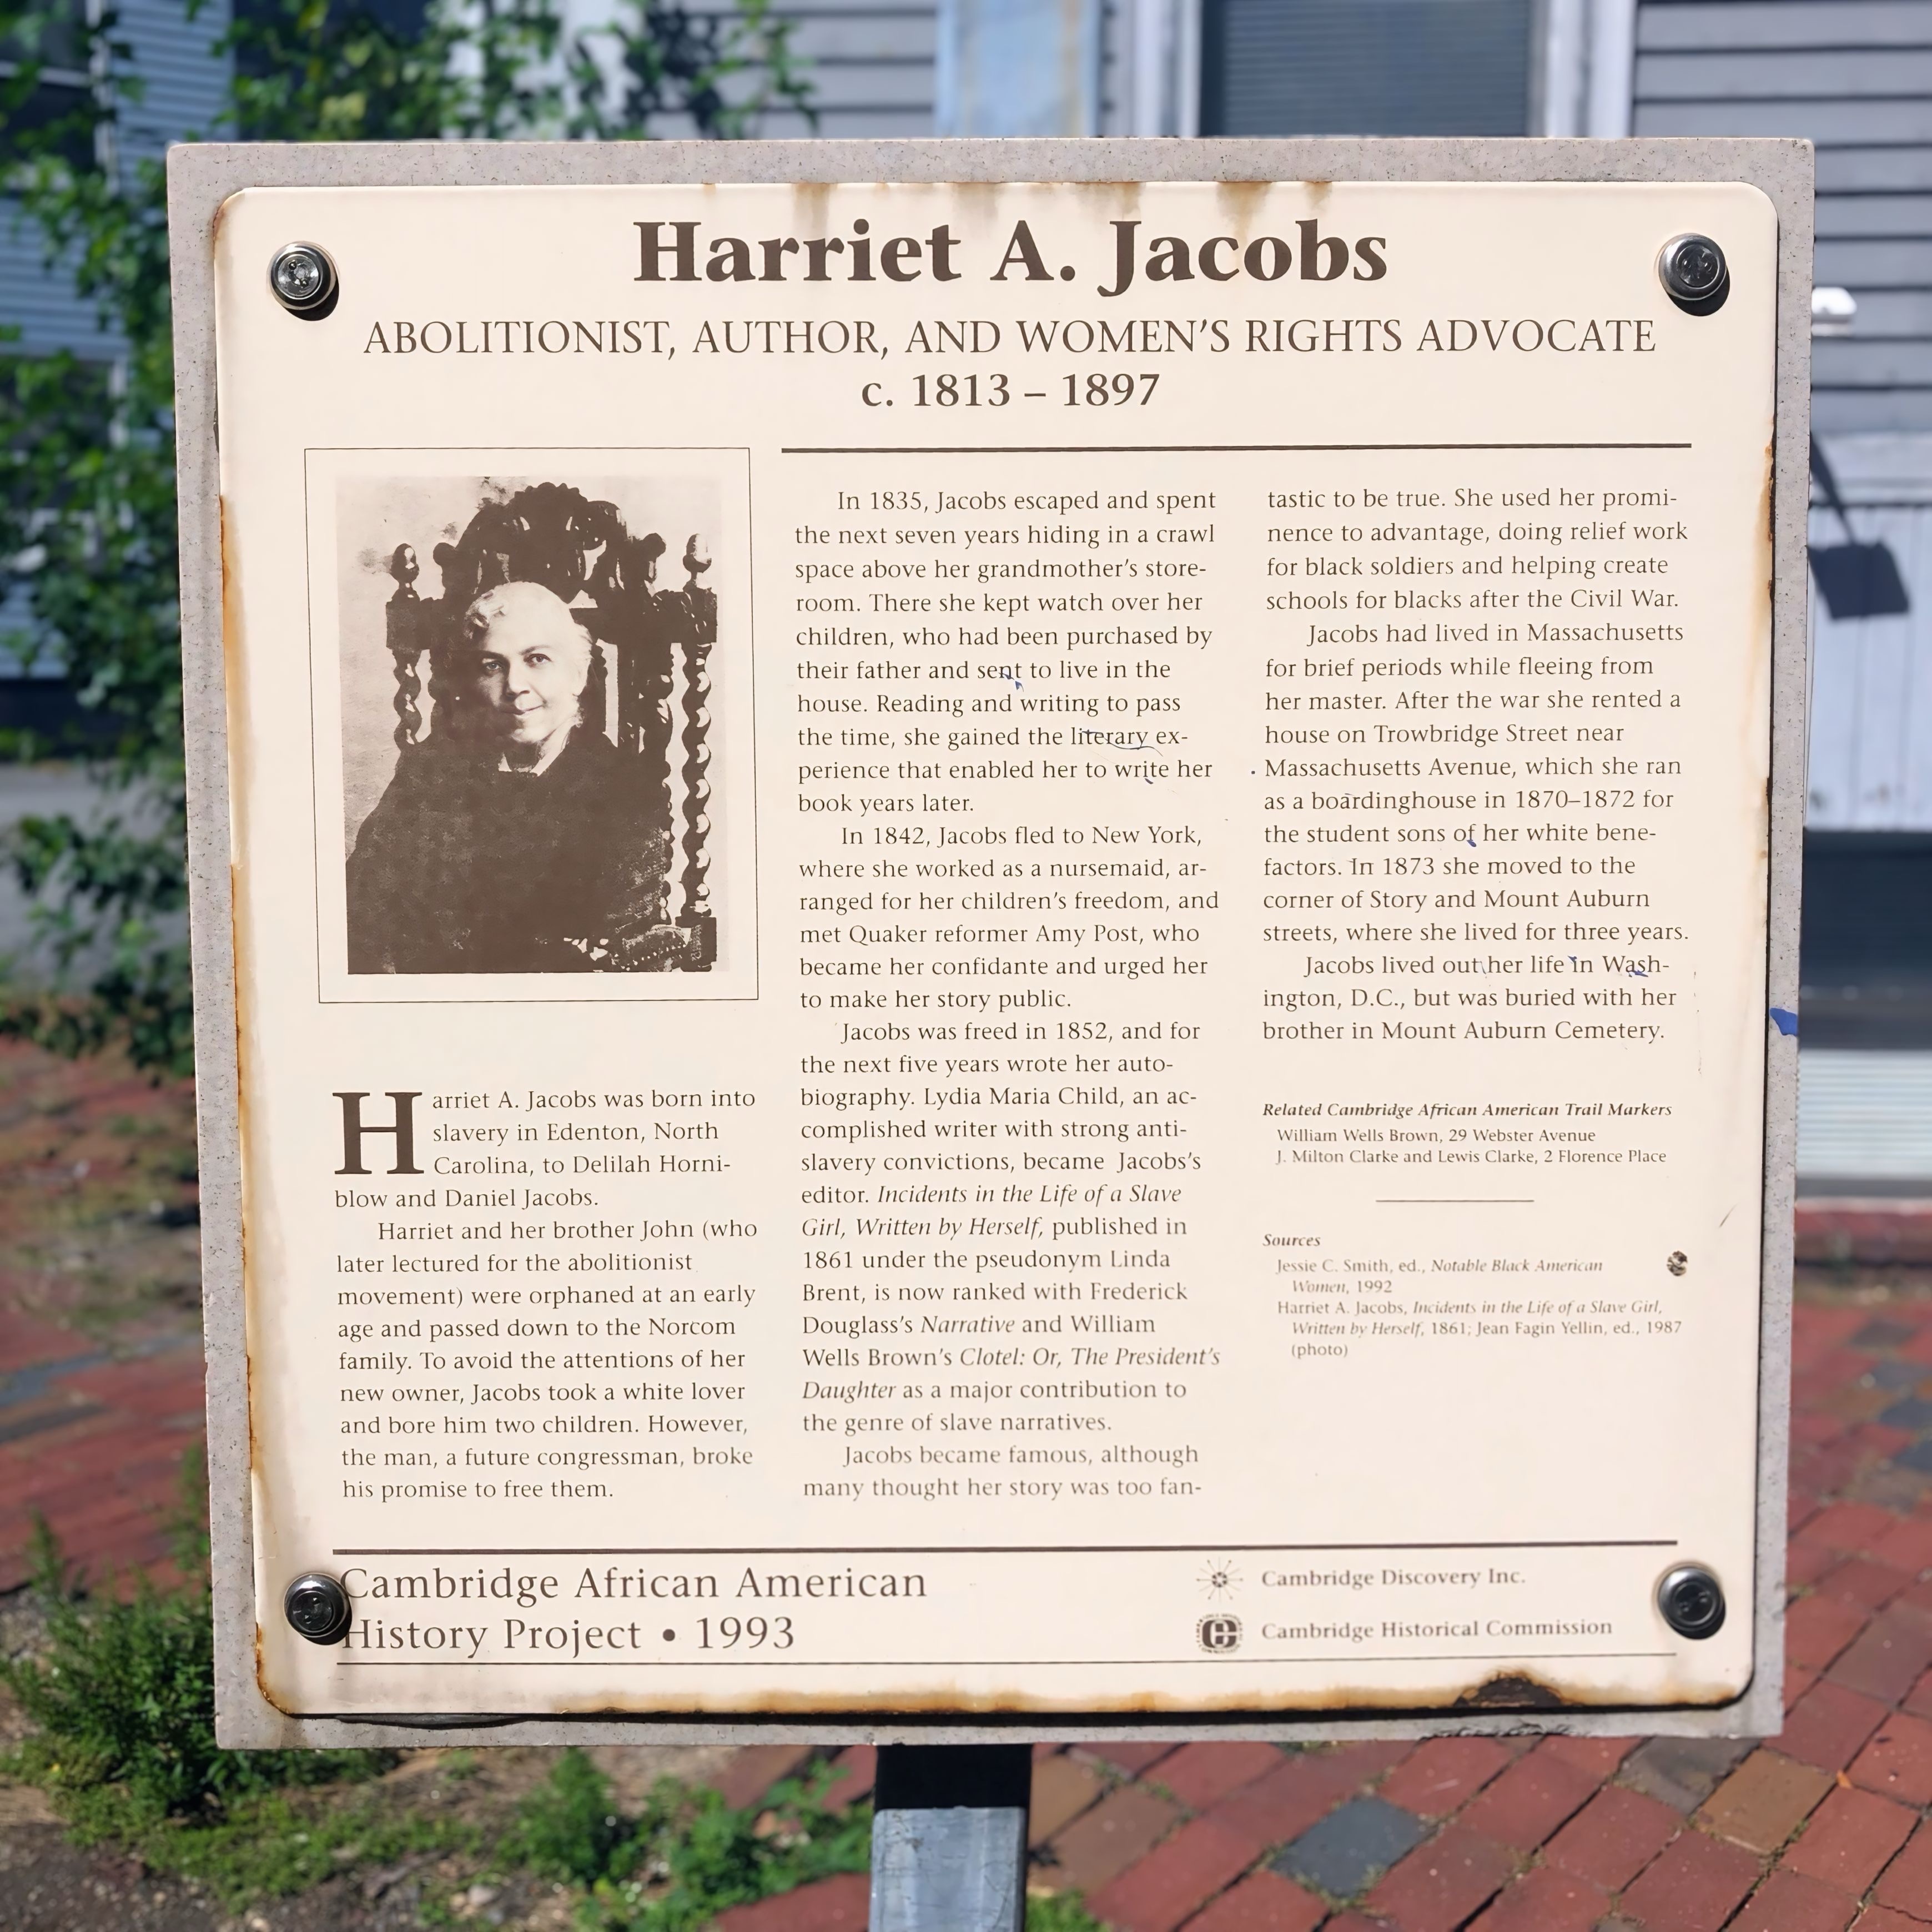 Harriet A. Jacobs
ABOLITIONIST, AUTHOR, AND WOMEN'S RIGHTS ADVOCATE
c. 1813 – 1897
Harriet A. Jacobs was born into
slavery in Edenton, North
Carolina, to Delilah Horni-
blow and Daniel Jacobs.
Harriet and her brother John (who
later lectured for the abolitionist
movement) were orphaned at an early
age and passed down to the Norcom
family. To avoid the attentions of her
new owner, Jacobs took a white lover
and bore him two children. However,
the man, a future congressman, broke
his promise to free them.
In 1835, Jacobs escaped and spent
the next seven years hiding in a crawl
space above her grandmother's store-
room. There she kept watch over her
children, who had been purchased by
their father and sent to live in the
house. Reading and writing to pass
the time, she gained the literary ex-
perience that enabled her to write her
book years later.
In 1842, Jacobs fled to New York,
where she worked as a nursemaid, ar-
ranged for her children's freedom, and
met Quaker reformer Amy Post, who
became her confidante and urged her
to make her story public.
Jacobs was freed in 1852, and for
the next five years wrote her auto-
biography. Lydia Maria Child, an ac-
complished writer with strong anti-
slavery convictions, became Jacobs's
editor. Incidents in the Life of a Slave
Girl, Written by Herself, published in
1861 under the pseudonym Linda
Brent, is now ranked with Frederick
Douglass's Narrative and William
Wells Brown's Clotel: Or, The President's
Daughter as a major contribution to
the genre of slave narratives.
Jacobs became famous, although
many thought her story was too fan-
tastic to be true. She used her promi-
nence to advantage, doing relief work
for black soldiers and helping create
schools for blacks after the Civil War.
Jacobs had lived in Massachusetts
for brief periods while fleeing from
her master. After the war she rented a
house on Trowbridge Street near
Massachusetts Avenue, which she ran
as a boardinghouse in 1870–1872 for
the student sons of her white bene-
factors. In 1873 she moved to the
corner of Story and Mount Auburn
streets, where she lived for three years.
Jacobs lived out her life in Wash-
ington, D.C., but was buried with her
brother in Mount Auburn Cemetery.
Related Cambridge African American Trail Markers
William Wells Brown, 29 Webster Avenue
J. Milton Clarke and Lewis Clarke, 2 Florence Place
Sources
Jessie C. Smith, ed., Notable Black American
Women, 1992
Harriet A. Jacobs, Incidents in the Life of a Slave Girl,
Written by Herself, 1861; Jean Fagin Yellin, ed., 1987
(photo)
Cambridge African American
History Project • 1993
Cambridge Discovery Inc.
Cambridge Historical Commission